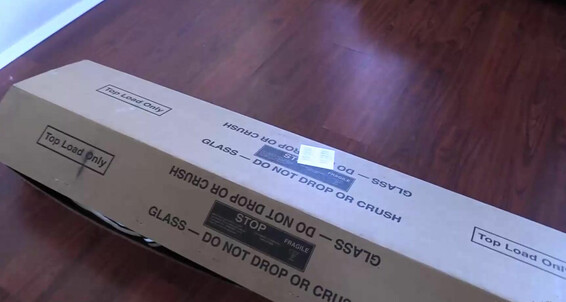 Top Load Only
GLASS — DO NOT DROP OR CRUSH
GLASS — DO NOT DROP OR CRUSH
FRAGILE
Top Load Only
GLASS — DO NOT DROP OR CRUSH
STOP
FRAGILE
GLASS — DO NOT DROP OR CRUSH
Top Load Only